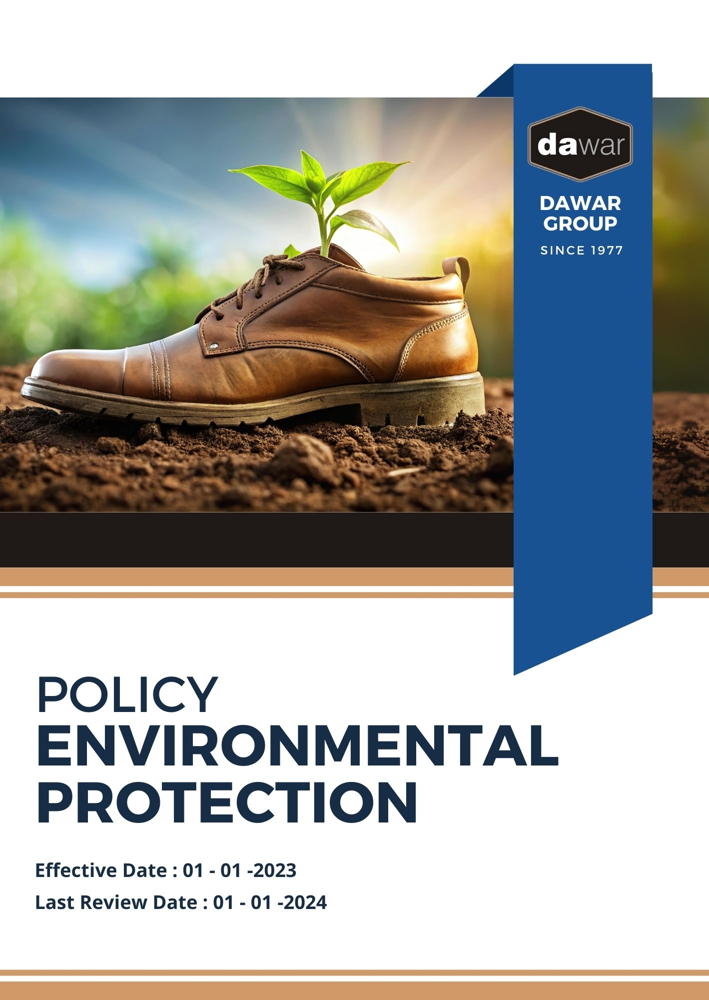 dawar
DAWAR
GROUP
SINCE 1977
POLICY
ENVIRONMENTAL
PROTECTION
Effective Date : 01 - 01 -2023
Last Review Date : 01 - 01 -2024